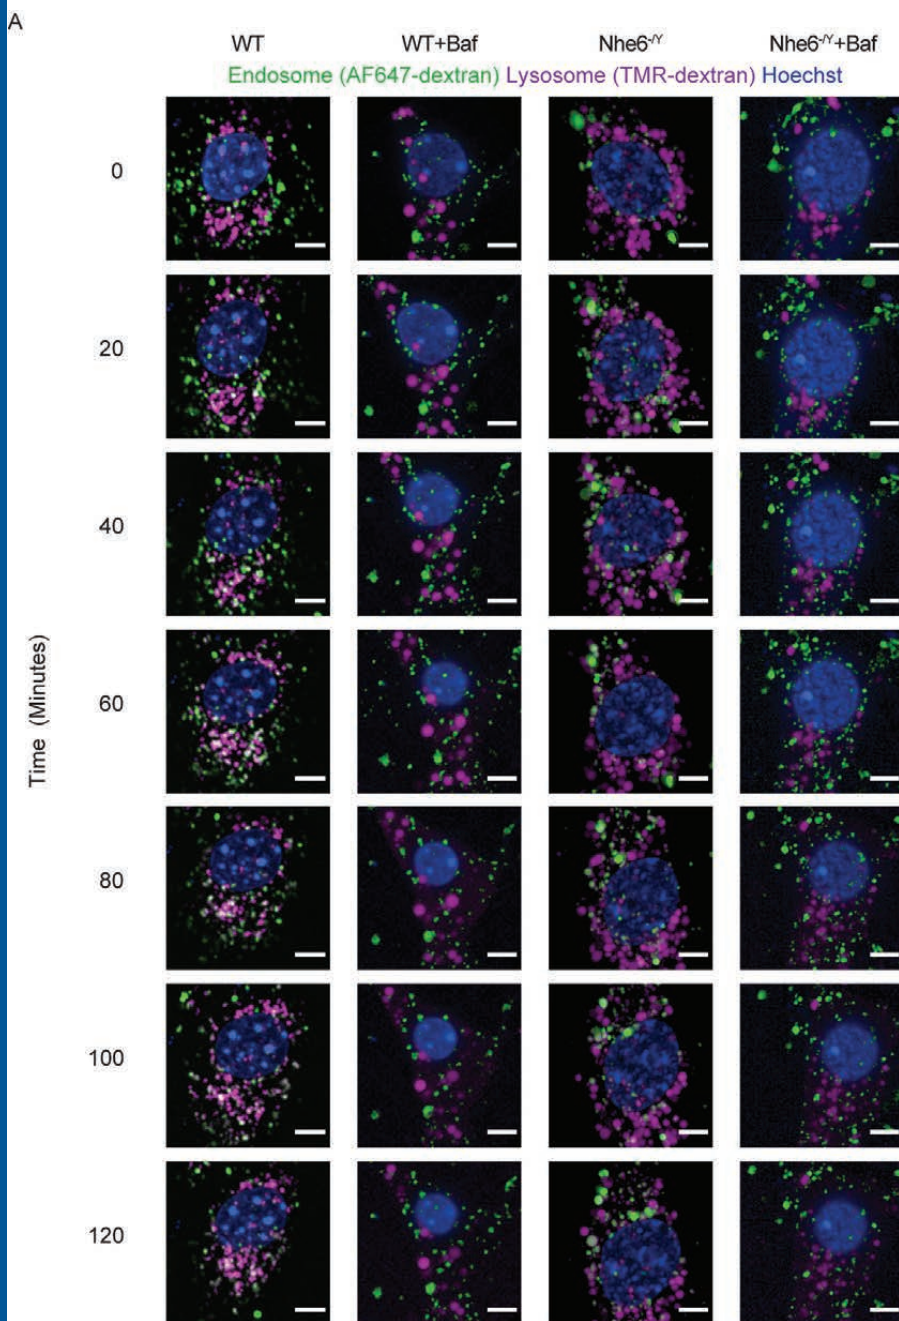 A
WT WT+Baf Nhe6-/Y Nhe6-/Y+Baf
Endosome (AF647-dextran) Lysosome (TMR-dextran) Hoechst
0
20
40
60
80
100
120
Time (Minutes)